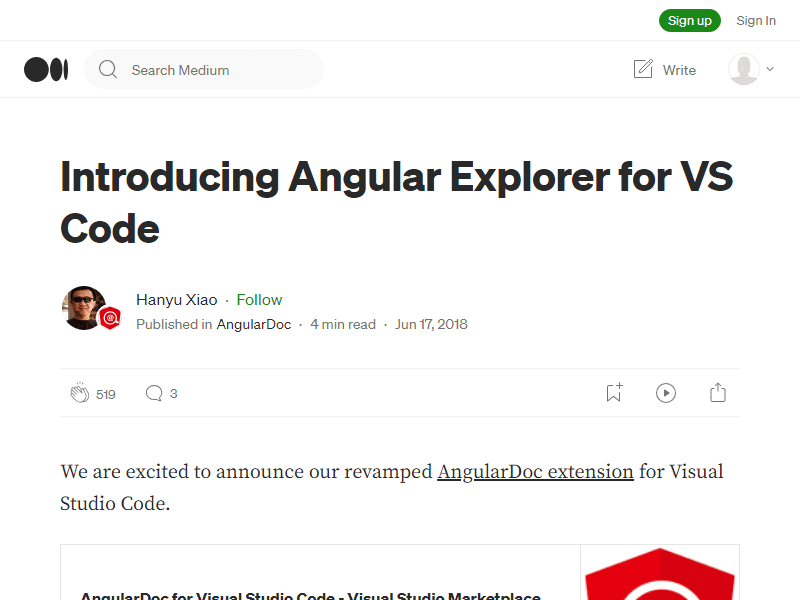 Sign up Sign In
Search Medium Write
Introducing Angular Explorer for VS
Code
Hanyu Xiao · Follow
Published in AngularDoc · 4 min read · Jun 17, 2018
519 3
We are excited to announce our revamped AngularDoc extension for Visual
Studio Code.
AngularDoc for Visual Studio Code - Visual Studio Marketplace